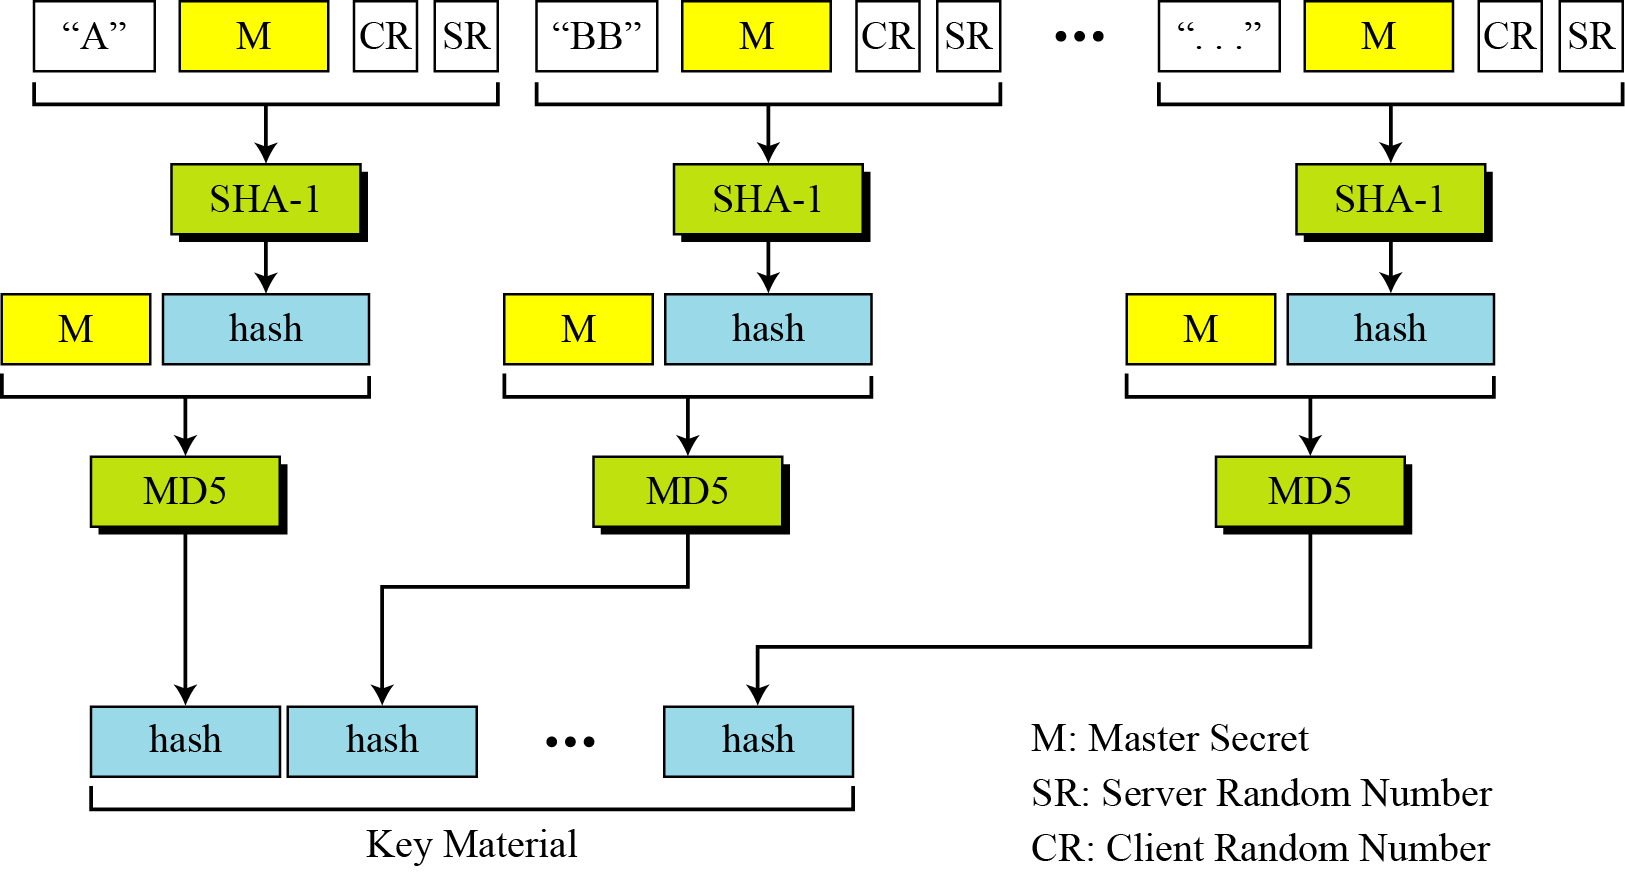 “A” M CR SR “BB” M CR SR ••• “. . .” M CR SR
SHA-1 SHA-1 SHA-1
M hash M hash M hash
MD5 MD5 MD5
hash hash ••• hash
Key Material
M: Master Secret
SR: Server Random Number
CR: Client Random Number